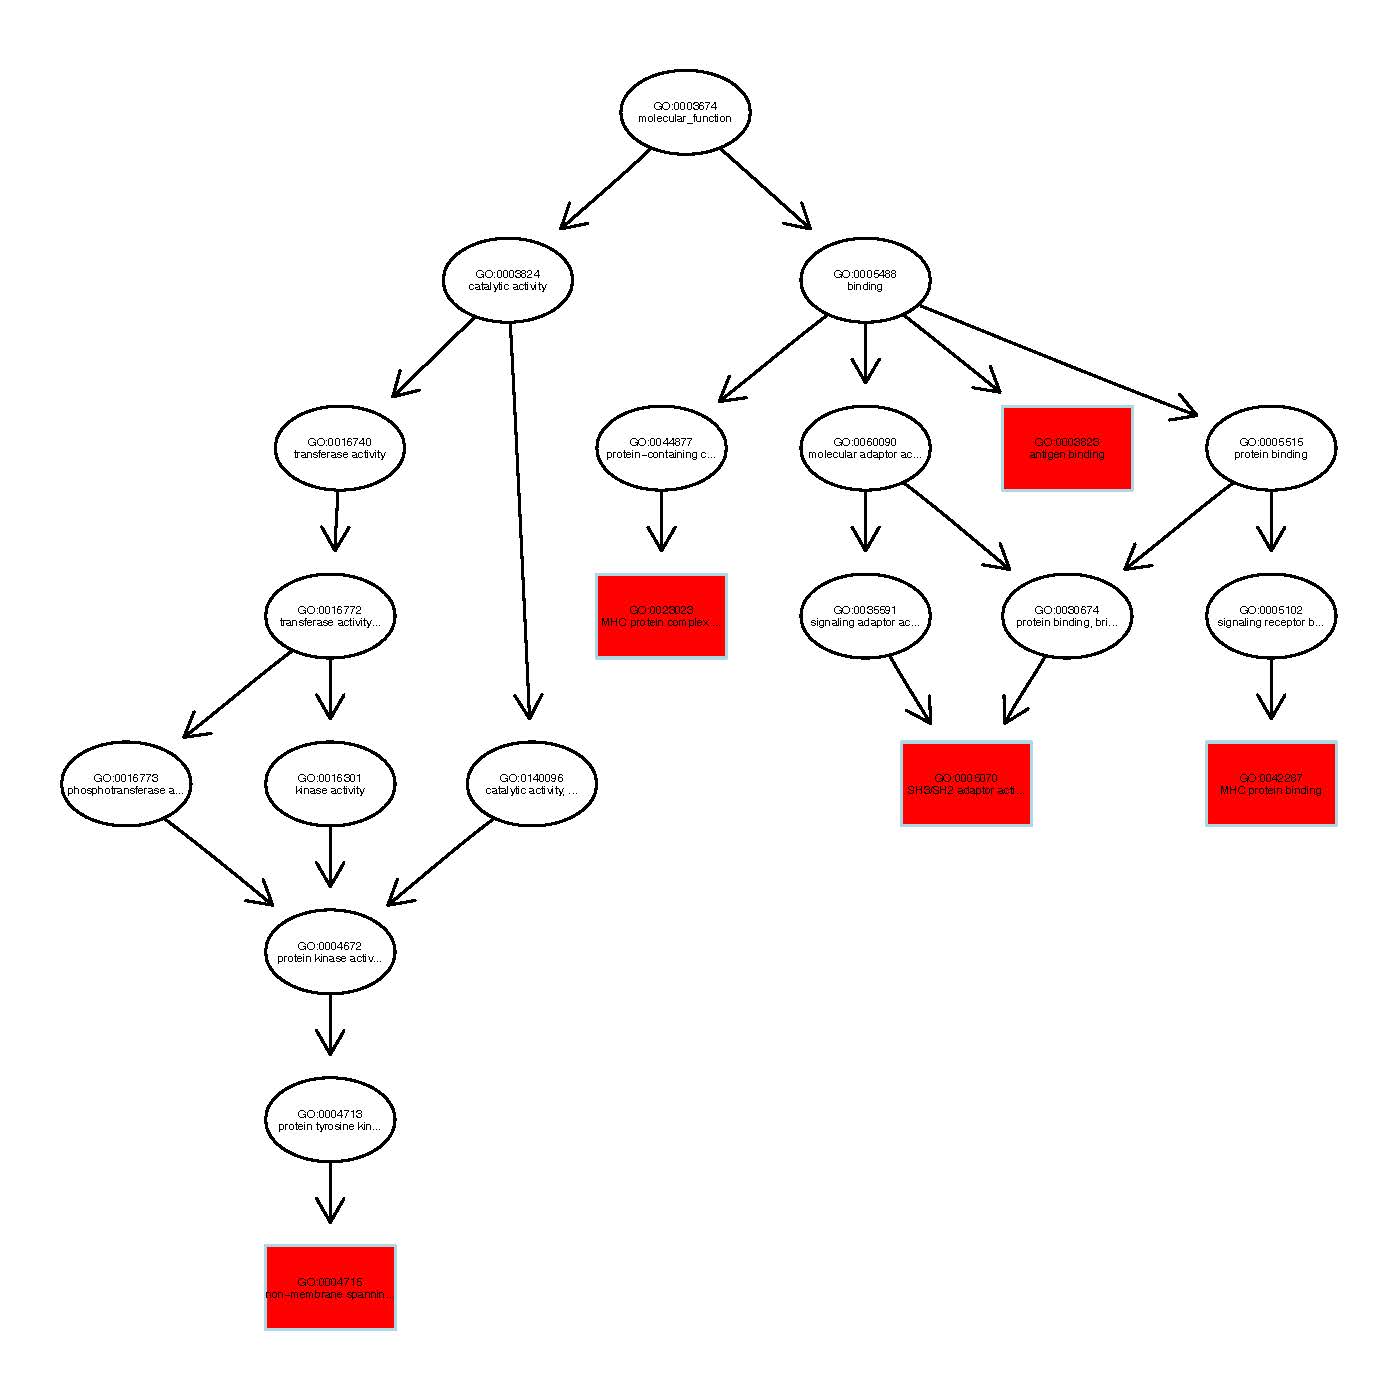 GO:0003674
molecular_function
GO:0003824
catalytic activity
GO:0005488
binding
GO:0016740
transferase activity
GO:0044877
protein-containing c...
GO:0060090
molecular adaptor ac...
GO:0003823
antigen binding
GO:0005515
protein binding
GO:0016772
transferase activity...
GO:0023023
MHC protein complex...
GO:0035591
signaling adaptor ac...
GO:0030674
protein binding, bri...
GO:0005102
signaling receptor b...
GO:0016773
phosphotransferase a...
GO:0016301
kinase activity
GO:0140096
catalytic activity, ...
GO:0005070
SH3/SH2 adaptor acti...
GO:0042287
MHC protein binding
GO:0004672
protein kinase activ...
GO:0004713
protein tyrosine kin...
GO:0004715
non-membrane spannin...